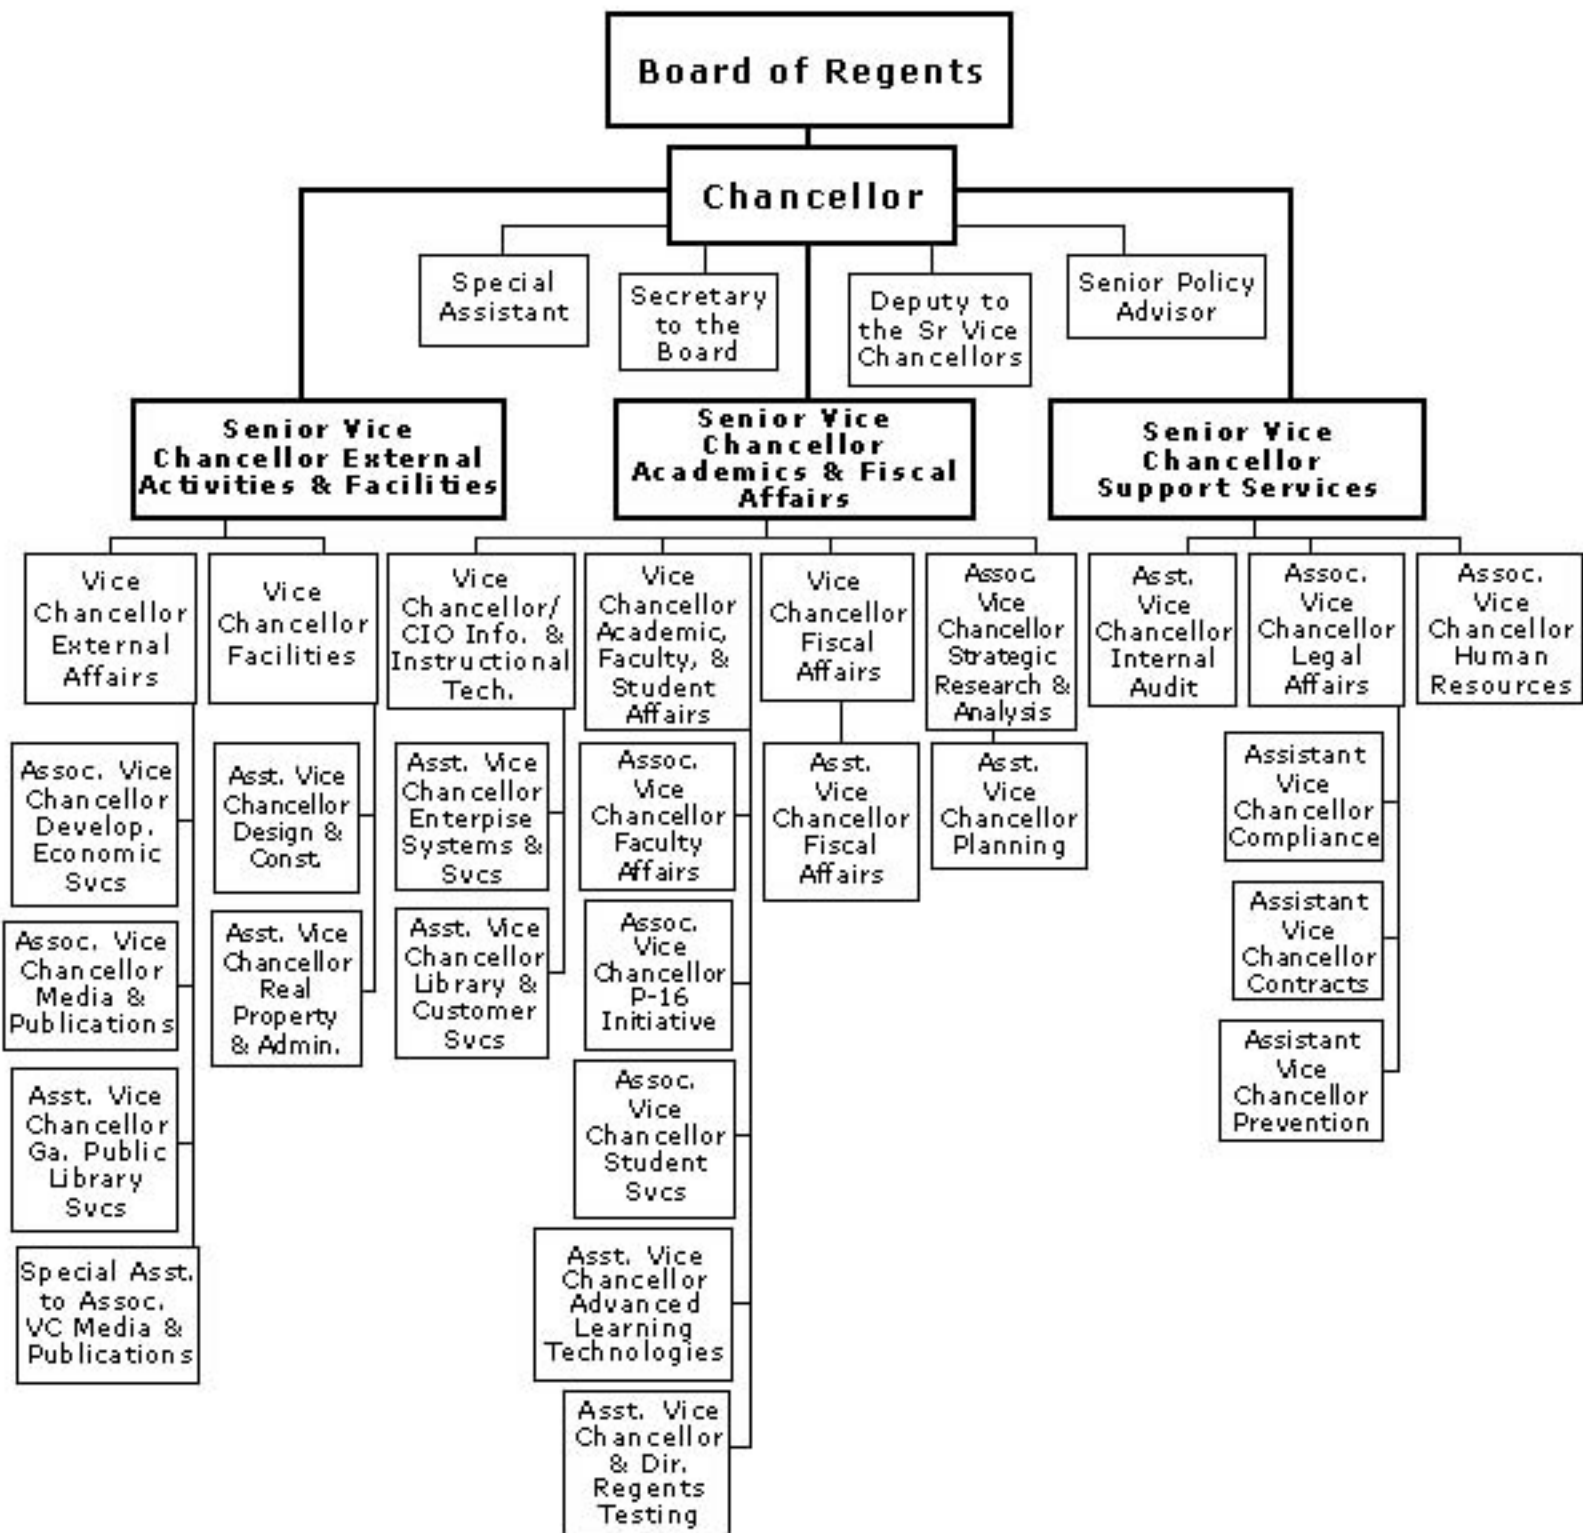 Board of Regents
Chancellor
Special
Assistant
Secretary
to the
Board
Deputy to
the Sr Vice
Chancellors
Senior Policy
Advisor
Senior Vice
Chancellor External
Activities & Facilities
Senior Vice
Chancellor
Academics & Fiscal
Affairs
Senior Vice
Chancellor
Support Services
Vice
Chancellor
External
Affairs
Vice
Chancellor
Facilities
Vice
Chancellor/
CIO Info. &
Instructional
Tech.
Vice
Chancellor
Academic,
Faculty, &
Student
Affairs
Vice
Chancellor
Fiscal
Affairs
Assoc.
Vice
Chancellor
Strategic
Research &
Analysis
Asst.
Vice
Chancellor
Internal
Audit
Assoc.
Vice
Chancellor
Legal
Affairs
Assoc.
Vice
Chancellor
Human
Resources
Assoc. Vice
Chancellor
Develop.
Economic
Svcs
Asst. Vice
Chancellor
Design &
Const.
Asst. Vice
Chancellor
Enterpise
Systems &
Svcs
Assoc.
Vice
Chancellor
Faculty
Affairs
Asst.
Vice
Chancellor
Fiscal
Affairs
Asst.
Vice
Chancellor
Planning
Assistant
Vice
Chancellor
Compliance
Assoc. Vice
Chancellor
Media &
Publications
Asst. Vice
Chancellor
Real
Property
& Admin.
Asst. Vice
Chancellor
Library &
Customer
Svcs
Assoc.
Vice
Chancellor
P-16
Initiative
Assistant
Vice
Chancellor
Contracts
Asst. Vice
Chancellor
Ga. Public
Library
Svcs
Assoc.
Vice
Chancellor
Student
Svcs
Assistant
Vice
Chancellor
Prevention
Special Asst.
to Assoc.
VC Media &
Publications
Asst. Vice
Chancellor
Advanced
Learning
Technologies
Asst. Vice
Chancellor
& Dir.
Regents
Testing